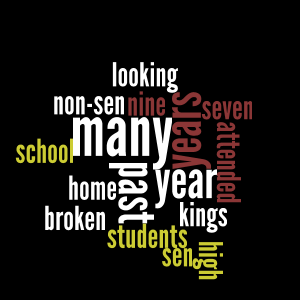 looking
non-sen nine years seven
many attended
school past
home year
broken kings
students
sen high